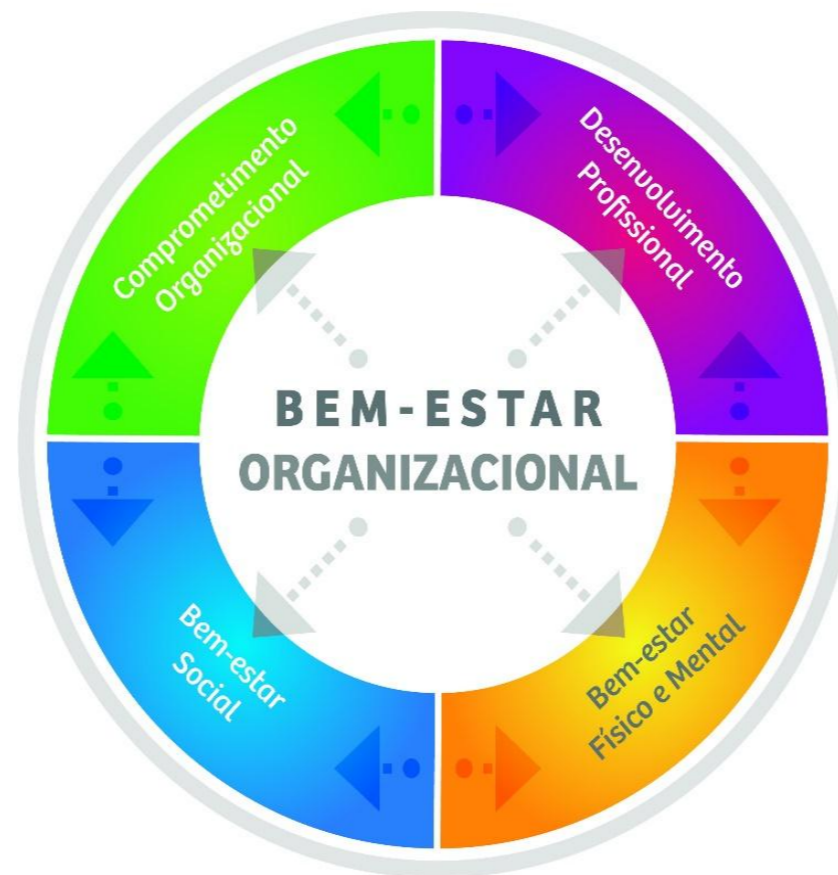 Comprometimento
Organizacional
Desenvolvimento
Profissional
BEM-ESTAR
ORGANIZACIONAL
Bem-estar
Social
Bem-estar
Físico e Mental